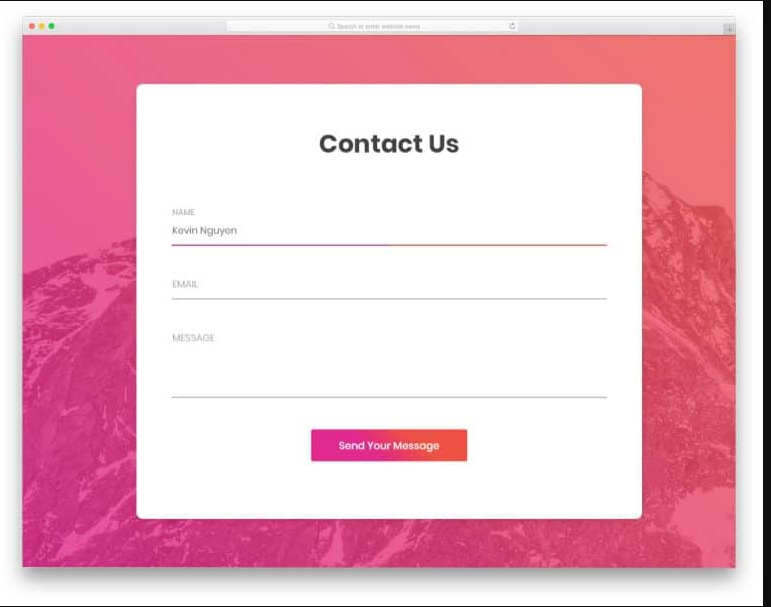 Search or enter website name
Contact Us
NAME
Kevin Nguyen
EMAIL
MESSAGE
Send Your Message